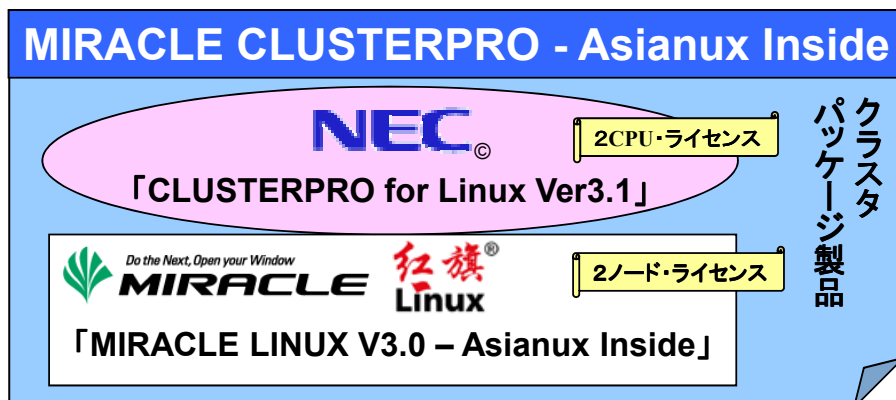 MIRACLE CLUSTERPRO - Asianux Inside
NEC©
2CPU・ライセンス
「CLUSTERPRO for Linux Ver3.1」
クラスタ
パッケージ製品
Do the Next, Open your Window
MIRACLE
红旗®
Linux
2ノード・ライセンス
「MIRACLE LINUX V3.0 – Asianux Inside」